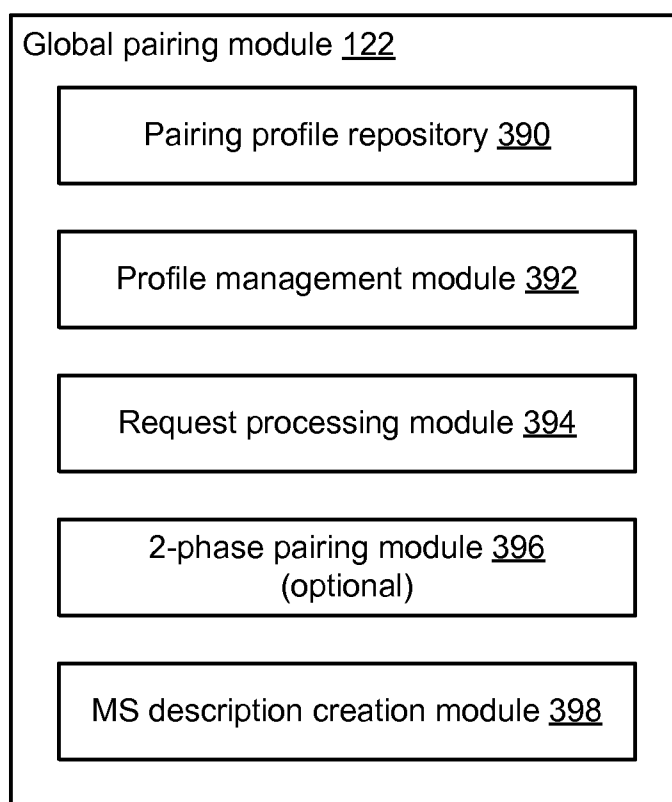 Global pairing module 122
Pairing profile repository 390
Profile management module 392
Request processing module 394
2-phase pairing module 396
(optional)
MS description creation module 398